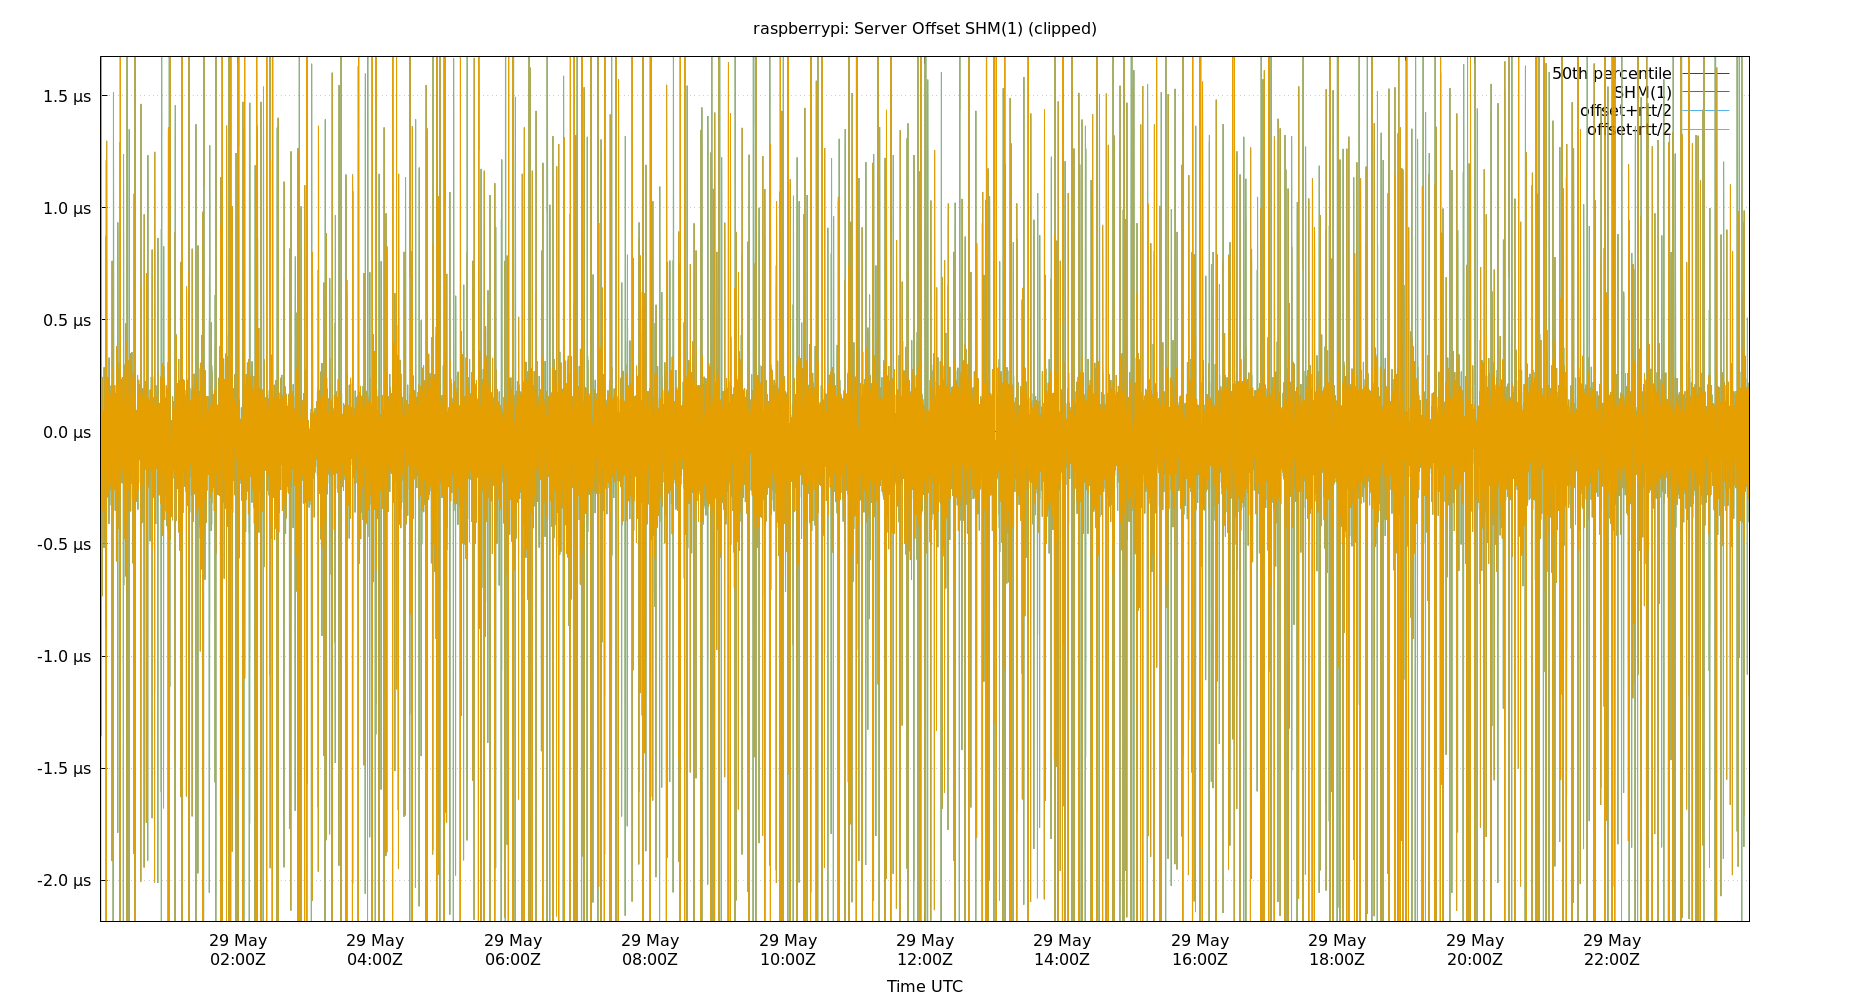 raspberrypi: Server Offset SHM(1) (clipped)
50th percentile
SHM(1)
offset+rtt/2
offset-rtt/2
1.5 µs
1.0 µs
0.5 µs
0.0 µs
-0.5 µs
-1.0 µs
-1.5 µs
-2.0 µs
29 May 29 May 29 May 29 May 29 May 29 May 29 May 29 May 29 May 29 May 29 May
02:00Z 04:00Z 06:00Z 08:00Z 10:00Z 12:00Z 14:00Z 16:00Z 18:00Z 20:00Z 22:00Z
Time UTC